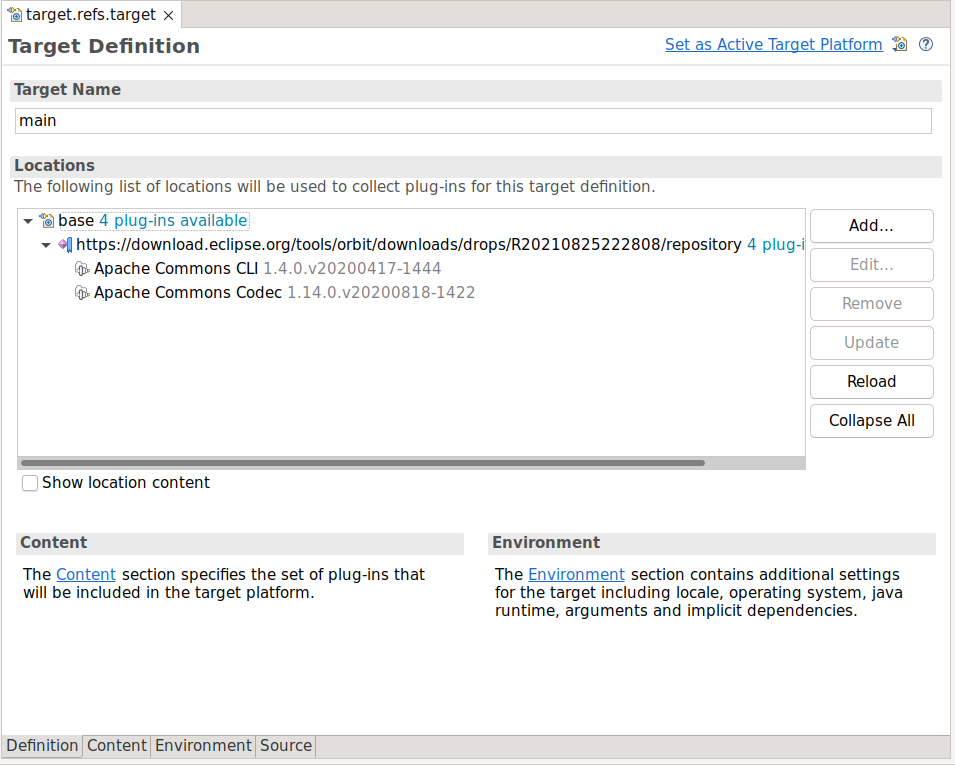 target.refs.target
Target Definition
Set as Active Target Platform
Target Name
main
Locations
The following list of locations will be used to collect plug-ins for this target definition.
base 4 plug-ins available
https://download.eclipse.org/tools/orbit/downloads/drops/R20210825222808/repository 4 plug-i
Apache Commons CLI 1.4.0.v20200417-1444
Apache Commons Codec 1.14.0.v20200818-1422
Add...
Edit...
Remove
Update
Reload
Collapse All
Show location content
Content
The Content section specifies the set of plug-ins that
will be included in the target platform.
Environment
The Environment section contains additional settings
for the target including locale, operating system, java
runtime, arguments and implicit dependencies.
Definition Content Environment Source